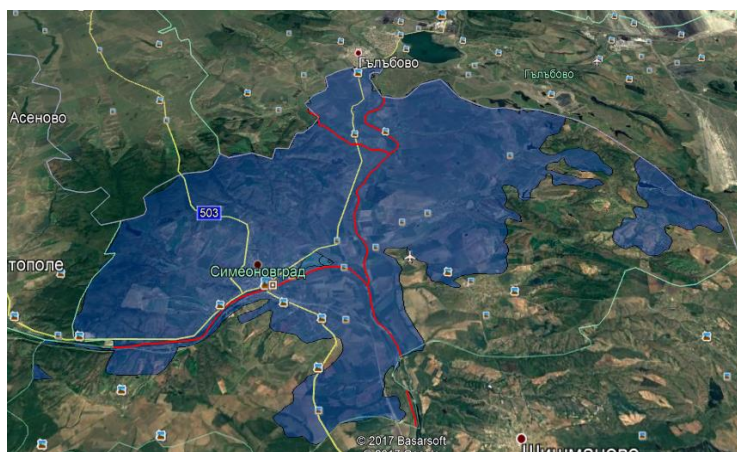 Гълъбово
Гълъбово
Асеново
503
Симеоновград
тополе
© 2017 Basarsoft